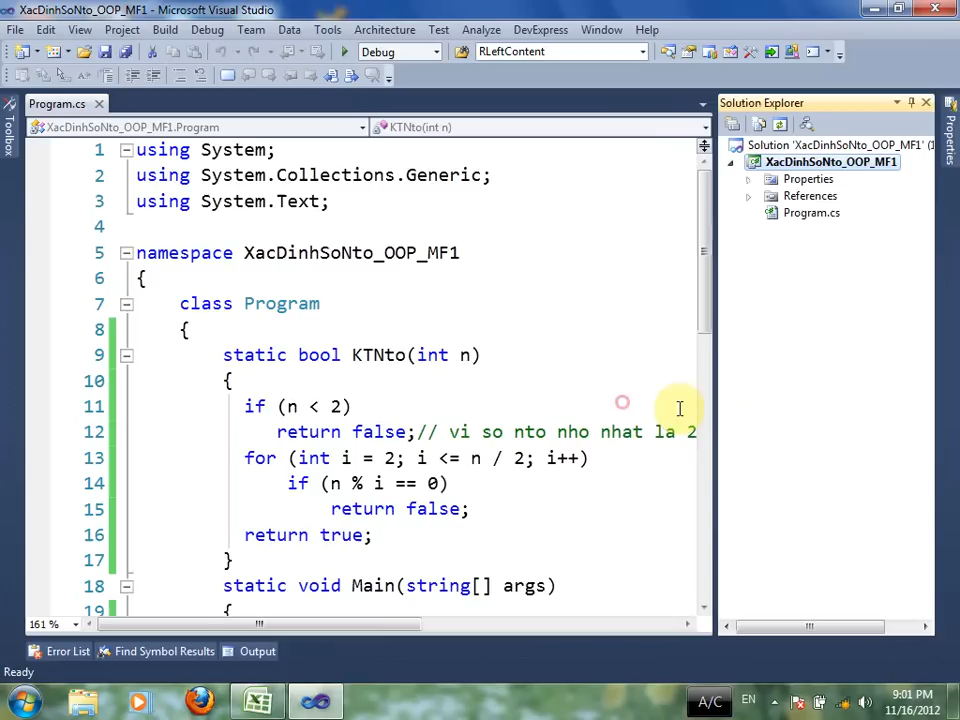 XacDinhSoNto_OOP_MF1 - Microsoft Visual Studio
File Edit View Project Build Debug Team Data Tools Architecture Test Analyze DevExpress Window Help
Debug RLeftContent
Toolbox
Program.cs
XacDinhSoNto_OOP_MF1.Program KTNto(int n)
1 using System;
2 using System.Collections.Generic;
3 using System.Text;
4
5 namespace XacDinhSoNto_OOP_MF1
6 {
7 class Program
8 {
9 static bool KTNto(int n)
10 {
11 if (n < 2)
12 return false;// vi so nto nho nhat la 2
13 for (int i = 2; i <= n / 2; i++)
14 if (n % i == 0)
15 return false;
16 return true;
17 }
18 static void Main(string[] args)
19 {
161 %
Solution Explorer
Solution 'XacDinhSoNto_OOP_MF1' (1
XacDinhSoNto_OOP_MF1
Properties
References
Program.cs
Properties
Error List Find Symbol Results Output
Ready
A/C EN 9:01 PM
11/16/2012